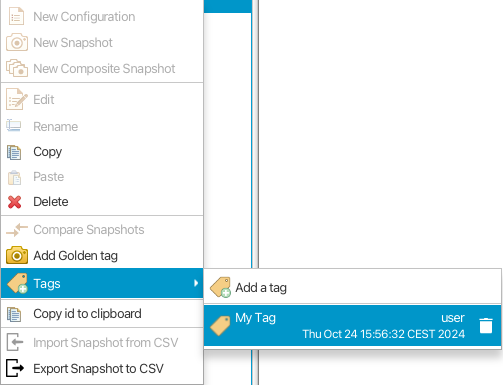 New Configuration
New Snapshot
New Composite Snapshot
Edit
Rename
Copy
Paste
Delete
Compare Snapshots
Add Golden tag
Tags
Add a tag
Copy id to clipboard
My Tag user
Thu Oct 24 15:56:32 CEST 2024
Import Snapshot from CSV
Export Snapshot to CSV